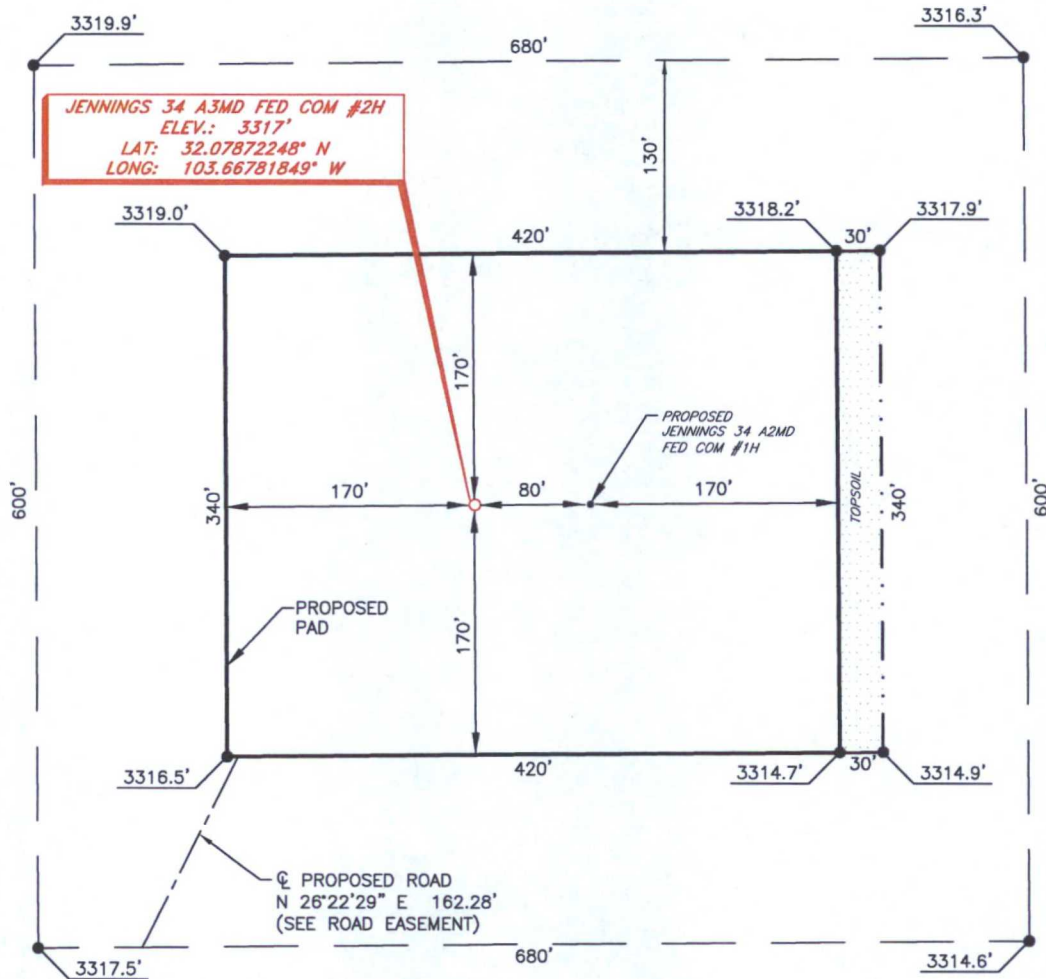 3319.9'
680'
3316.3'
JENNINGS 34 A3MD FED COM #2H
ELEV.: 3317'
LAT: 32.07872248° N
LONG: 103.66781849° W
130'
3319.0'
420'
3318.2'
30'
3317.9'
170'
PROPOSED
JENNINGS 34 A2MD
FED COM #1H
600'
340'
170'
80'
170'
TOPSOIL
340'
600'
PROPOSED
PAD
170'
3316.5'
420'
3314.7'
30'
3314.9'
℄ PROPOSED ROAD
N 26°22'29" E 162.28'
(SEE ROAD EASEMENT)
3317.5'
680'
3314.6'